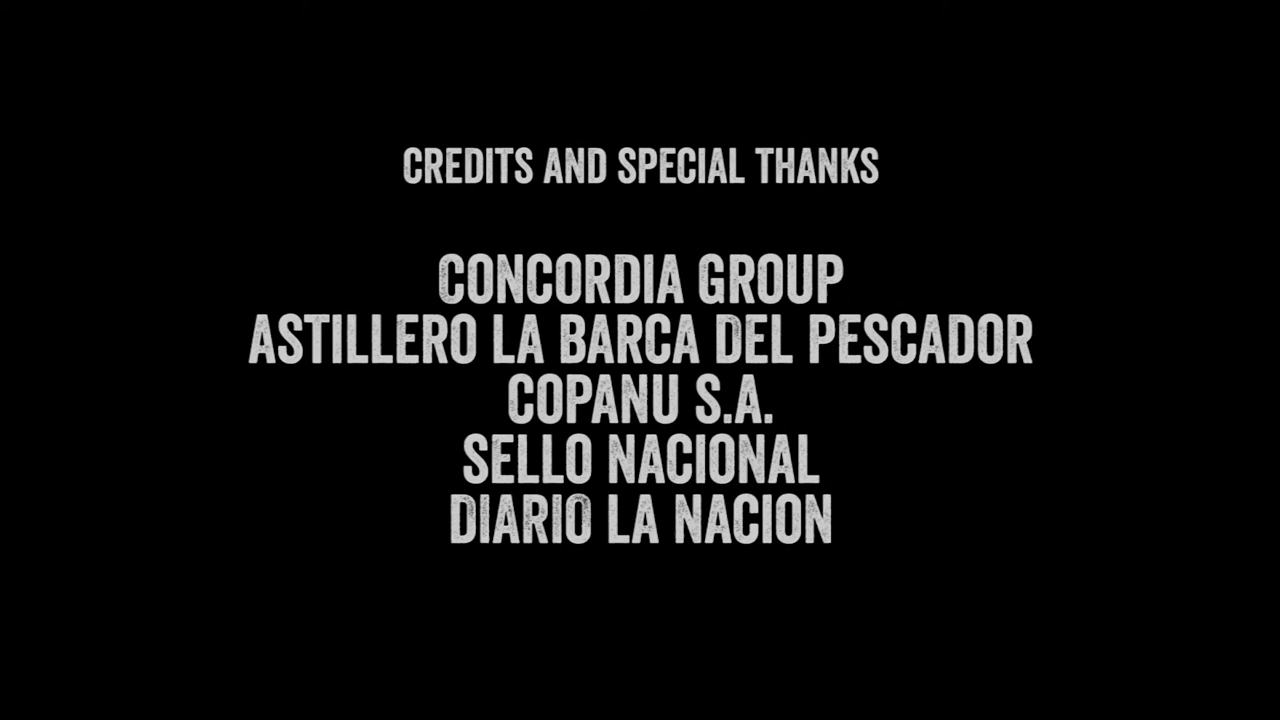 CREDITS AND SPECIAL THANKS
CONCORDIA GROUP
ASTILLERO LA BARCA DEL PESCADOR
COPANU S.A.
SELLO NACIONAL
DIARIO LA NACION